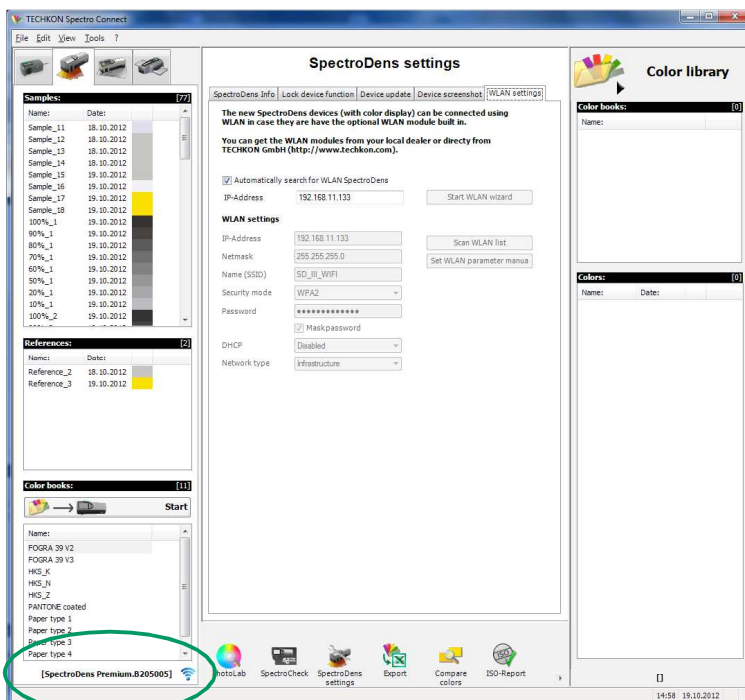 TECHKON Spectro Connect
File Edit View Tools ?
Samples: [77]
Name: Date:
Sample_11 18.10.2012
Sample_12 18.10.2012
Sample_13 18.10.2012
Sample_14 18.10.2012
Sample_15 19.10.2012
Sample_16 19.10.2012
Sample_17 19.10.2012
Sample_18 19.10.2012
100%_1 19.10.2012
90%_1 19.10.2012
80%_1 19.10.2012
70%_1 19.10.2012
60%_1 19.10.2012
50%_1 19.10.2012
20%_1 19.10.2012
10%_1 19.10.2012
100%_2 19.10.2012
References: [2]
Name: Date:
Reference_2 18.10.2012
Reference_3 19.10.2012
Color books: [11]
Start
Name:
FOGRA 39 V2
FOGRA 39 V3
HKS_K
HKS_N
HKS_Z
PANTONE coated
Paper type 1
Paper type 2
Paper type 3
Paper type 4
[SpectroDens Premium.B205005]
SpectroDens settings
SpectroDens Info Lock device function Device update Device screenshot WLAN settings
The new SpectroDens devices (with color display) can be connected using
WLAN in case they are have the optional WLAN module built in.
You can get the WLAN modules from your local dealer or directy from
TECHKON GmbH (http://www.techkon.com).
Automatically search for WLAN SpectroDens
IP-Address 192.168.11.133 Start WLAN wizard
WLAN settings
IP-Address 192.168.11.133 Scan WLAN list
Netmask 255.255.255.0 Set WLAN parameter manua
Name (SSID) SD_III_WIFI
Security mode WPA2
Password •••••••••••••
Mask password
DHCP Disabled
Network type Infrastructure
PhotoLab SpectroCheck SpectroDens settings Export Compare colors ISO-Report
Color library
Color books: [0]
Name:
Colors: [0]
Name: Date:
[]
14:58 19.10.2012